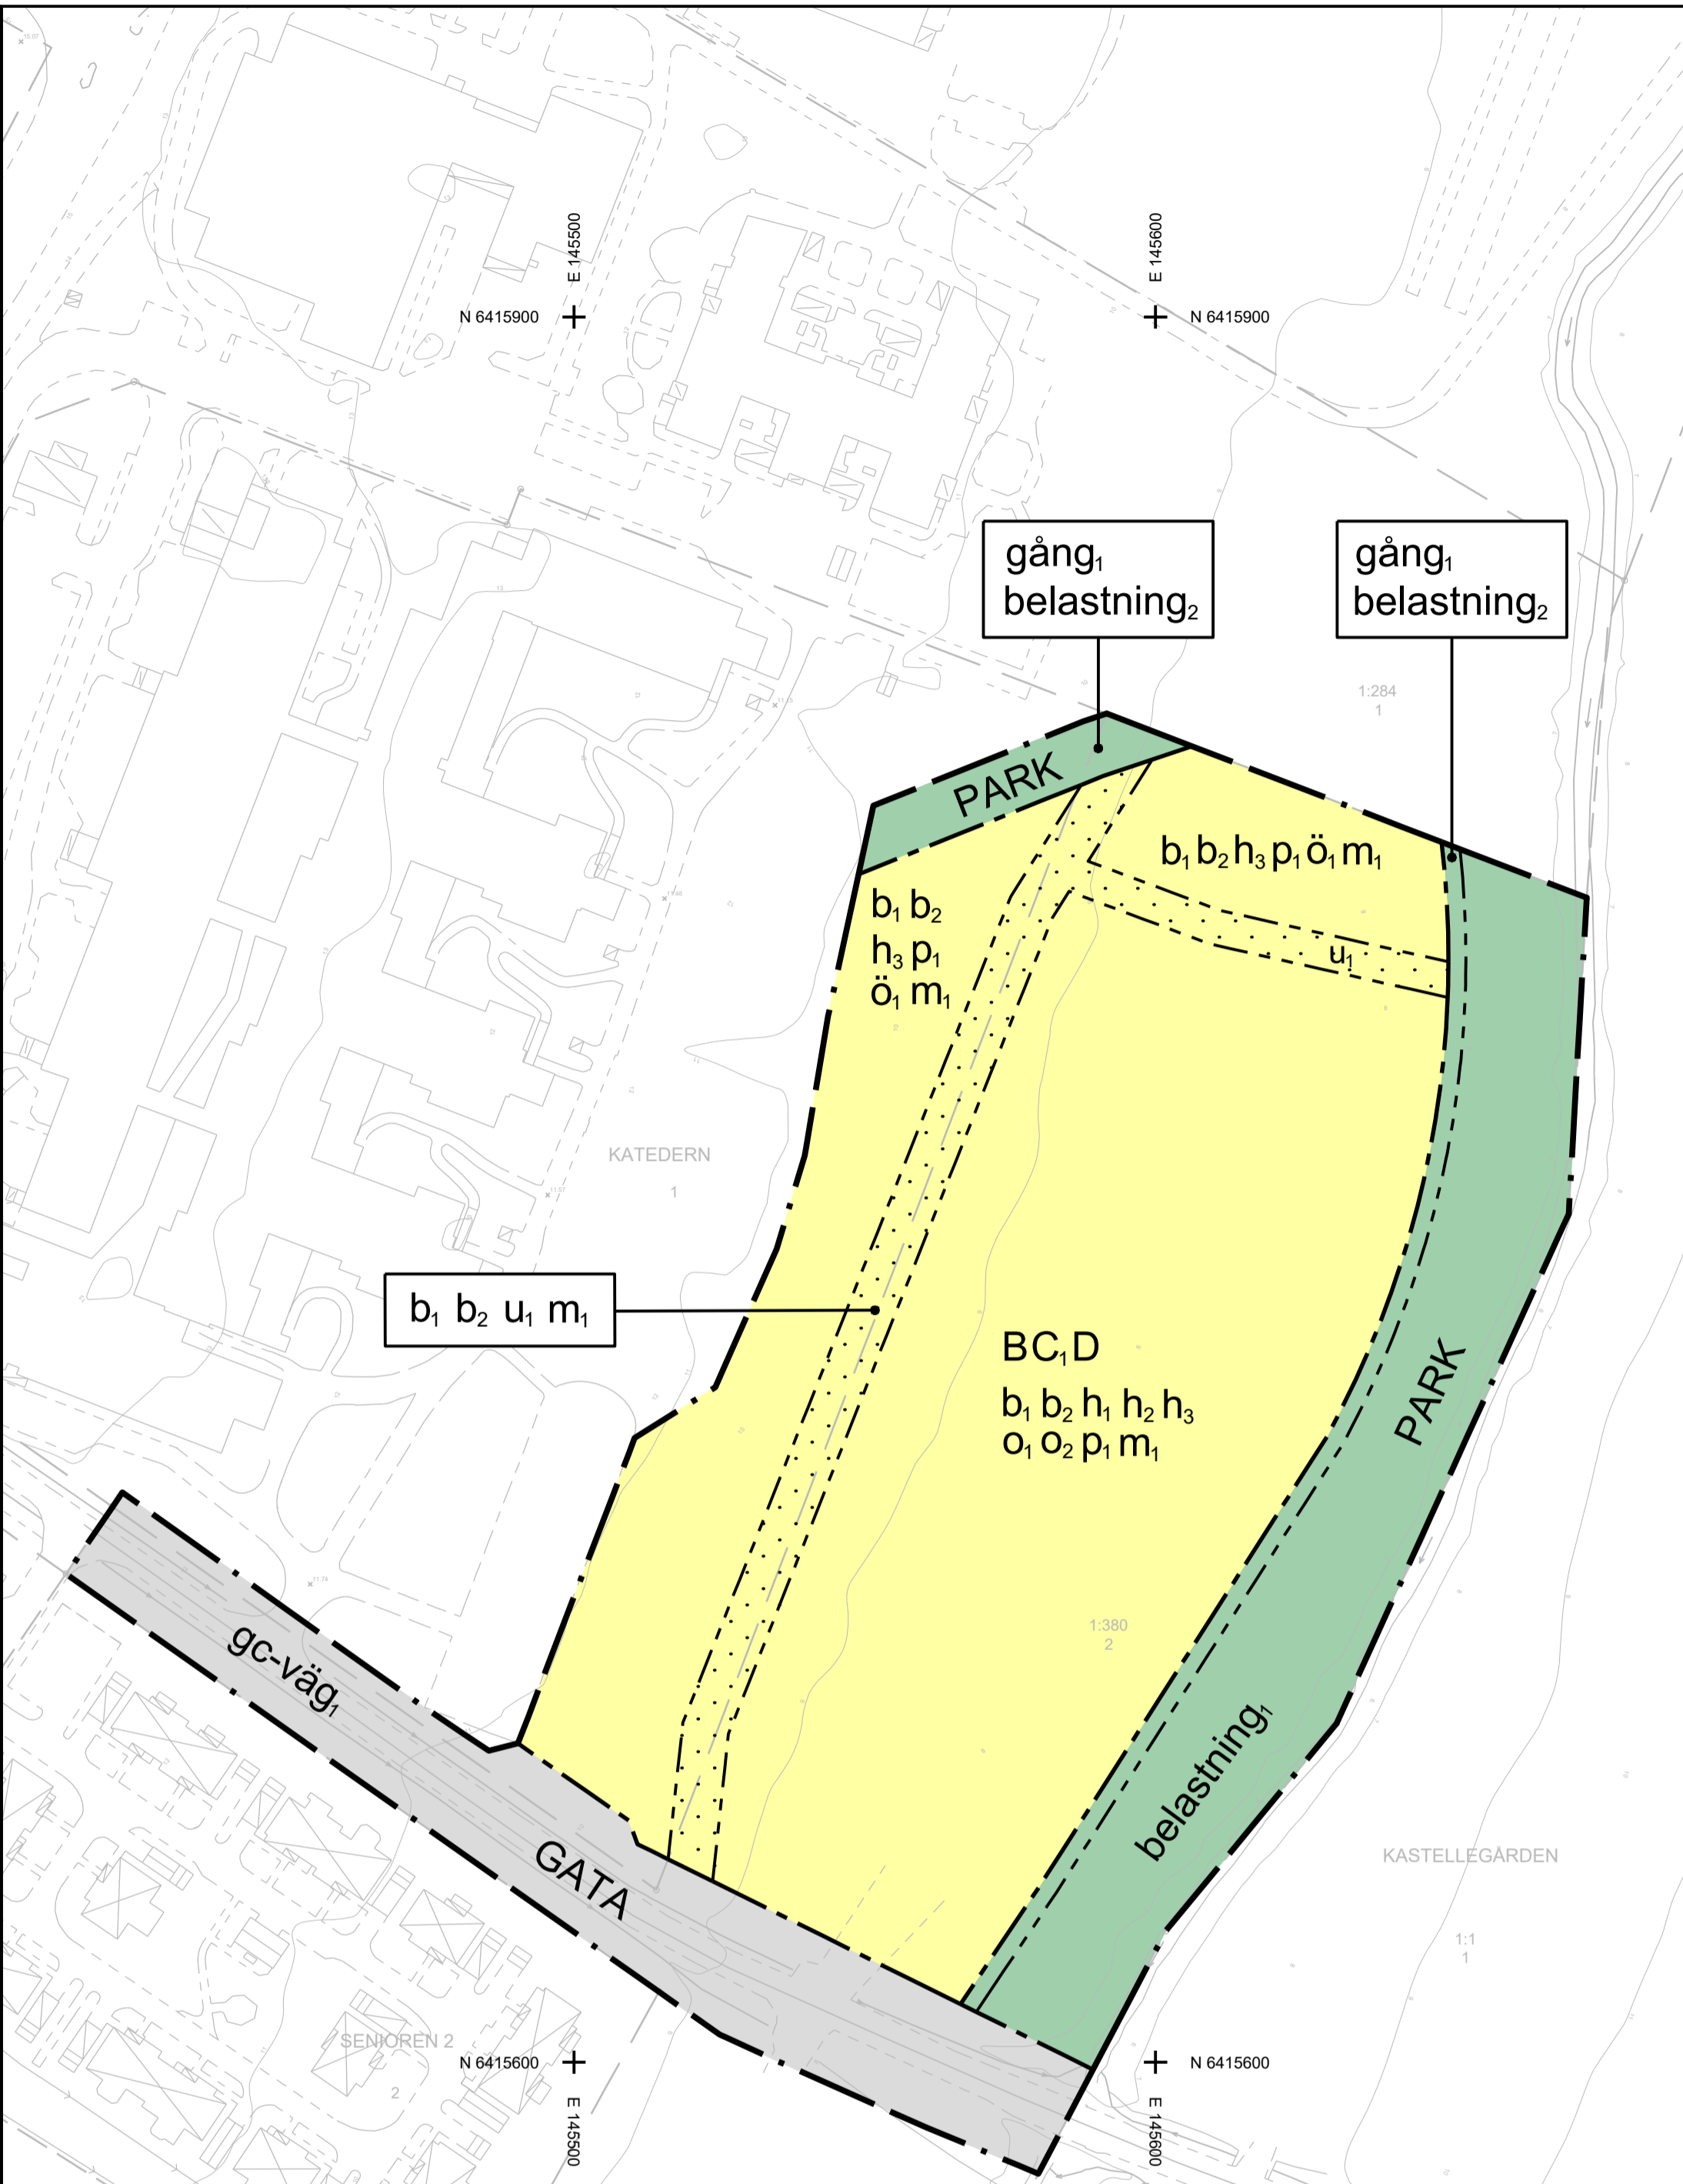 E 145500
E 145600
N 6415900
N 6415900
gång₁
belastning₂
gång₁
belastning₂
1:284
1
PARK
b₁ b₂ h₃ p₁ ö₁ m₁
b₁ b₂
h₃ p₁
ö₁ m₁
u₁
KATEDERN
1
b₁ b₂ u₁ m₁
BC₁D
b₁ b₂ h₁ h₂ h₃
o₁ o₂ p₁ m₁
PARK
1:380
2
gc-väg₁
belastning₁
GATA
KASTELLEGÅRDEN
1:1
1
SENIOREN 2
2
N 6415600
N 6415600
E 145500
E 145600